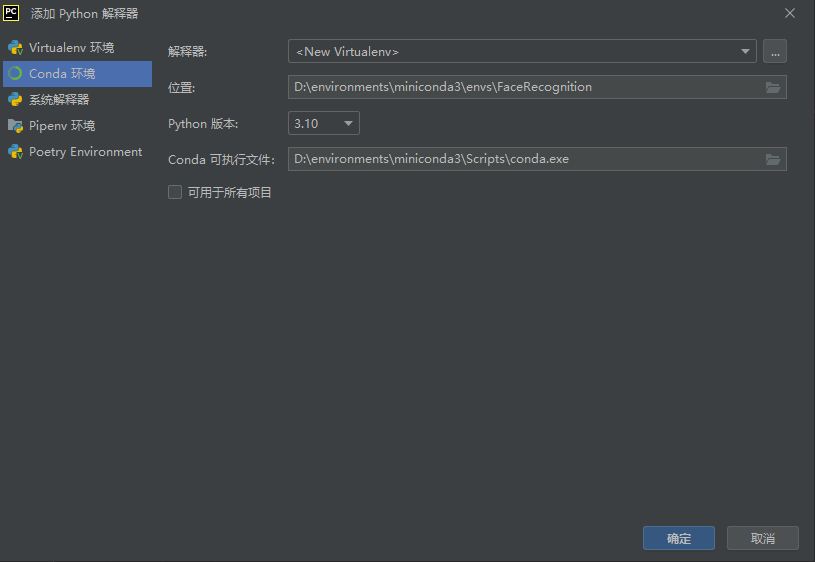 PC 添加 Python 解释器
Virtualenv 环境
Conda 环境
系统解释器
Pipenv 环境
Poetry Environment
解释器: <New Virtualenv> ...
位置: D:\environments\miniconda3\envs\FaceRecognition
Python 版本: 3.10
Conda 可执行文件: D:\environments\miniconda3\Scripts\conda.exe
可用于所有项目
确定 取消